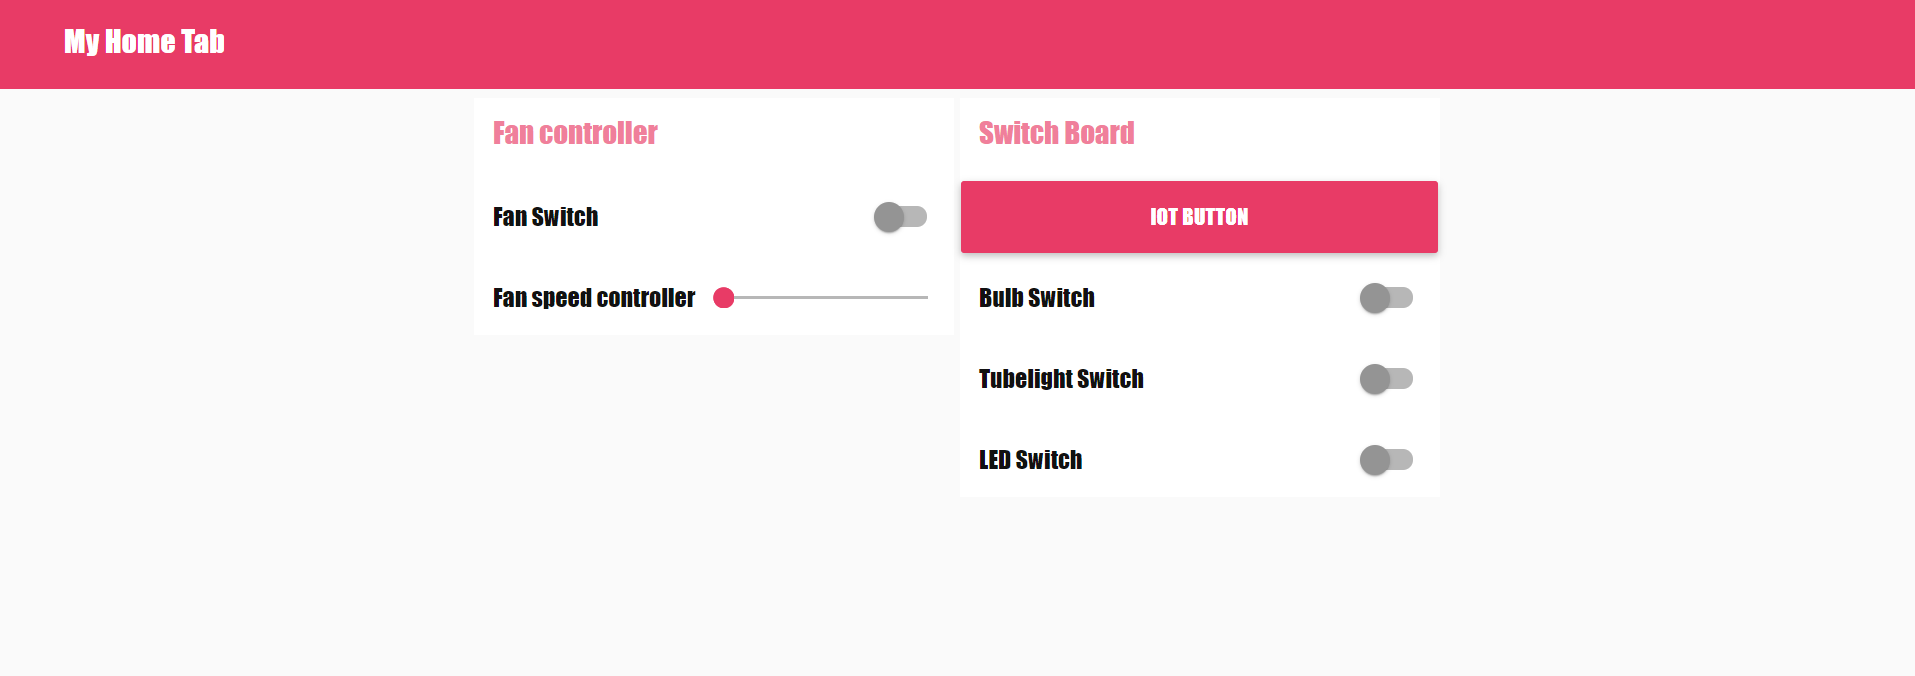 My Home Tab
Fan controller
Fan Switch
Fan speed controller
Switch Board
IOT BUTTON
Bulb Switch
Tubelight Switch
LED Switch